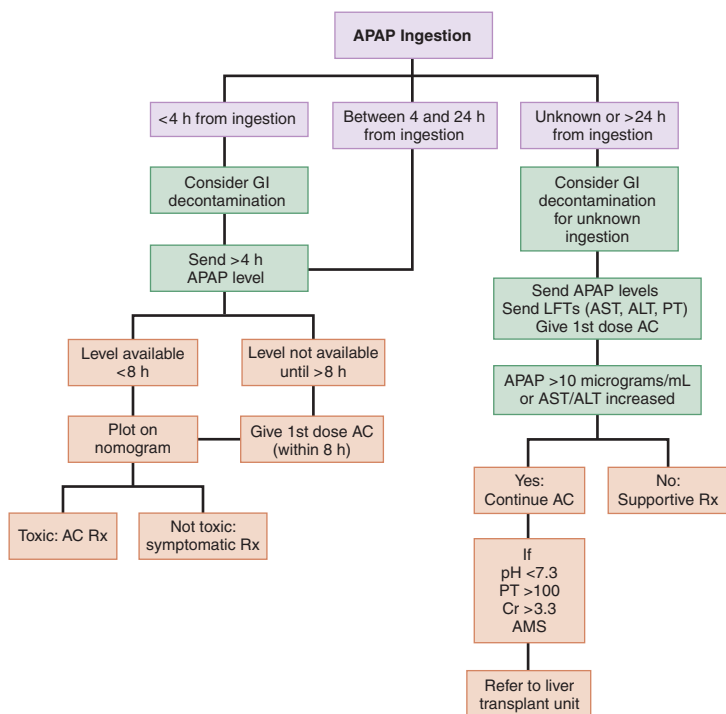 APAP Ingestion
<4 h from ingestion
Between 4 and 24 h
from ingestion
Unknown or >24 h
from ingestion
Consider GI
decontamination
Consider GI
decontamination
for unknown
ingestion
Send >4 h
APAP level
Send APAP levels
Send LFTs (AST, ALT, PT)
Give 1st dose AC
Level available
<8 h
Level not available
until >8 h
APAP >10 micrograms/mL
or AST/ALT increased
Plot on
nomogram
Give 1st dose AC
(within 8 h)
Yes:
Continue AC
No:
Supportive Rx
Toxic: AC Rx
Not toxic:
symptomatic Rx
If
pH <7.3
PT >100
Cr >3.3
AMS
Refer to liver
transplant unit